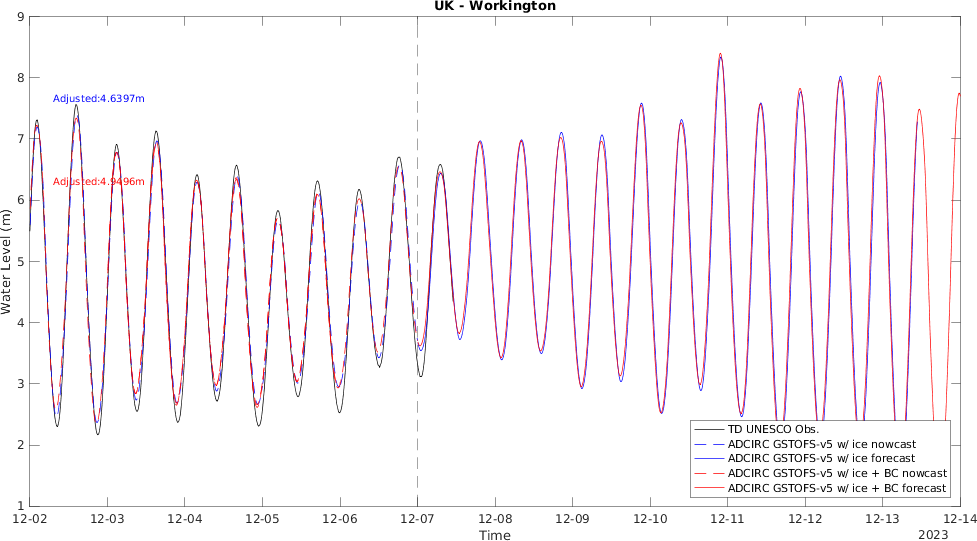 UK - Workington
9
8
7
6
5
4
3
2
1
Water Level (m)
Adjusted:4.6397m
Adjusted:4.9496m
TD UNESCO Obs.
ADCIRC GSTOFS-v5 w/ ice nowcast
ADCIRC GSTOFS-v5 w/ ice forecast
ADCIRC GSTOFS-v5 w/ ice + BC nowcast
ADCIRC GSTOFS-v5 w/ ice + BC forecast
12-02 12-03 12-04 12-05 12-06 12-07 12-08 12-09 12-10 12-11 12-12 12-13 12-14
Time
2023